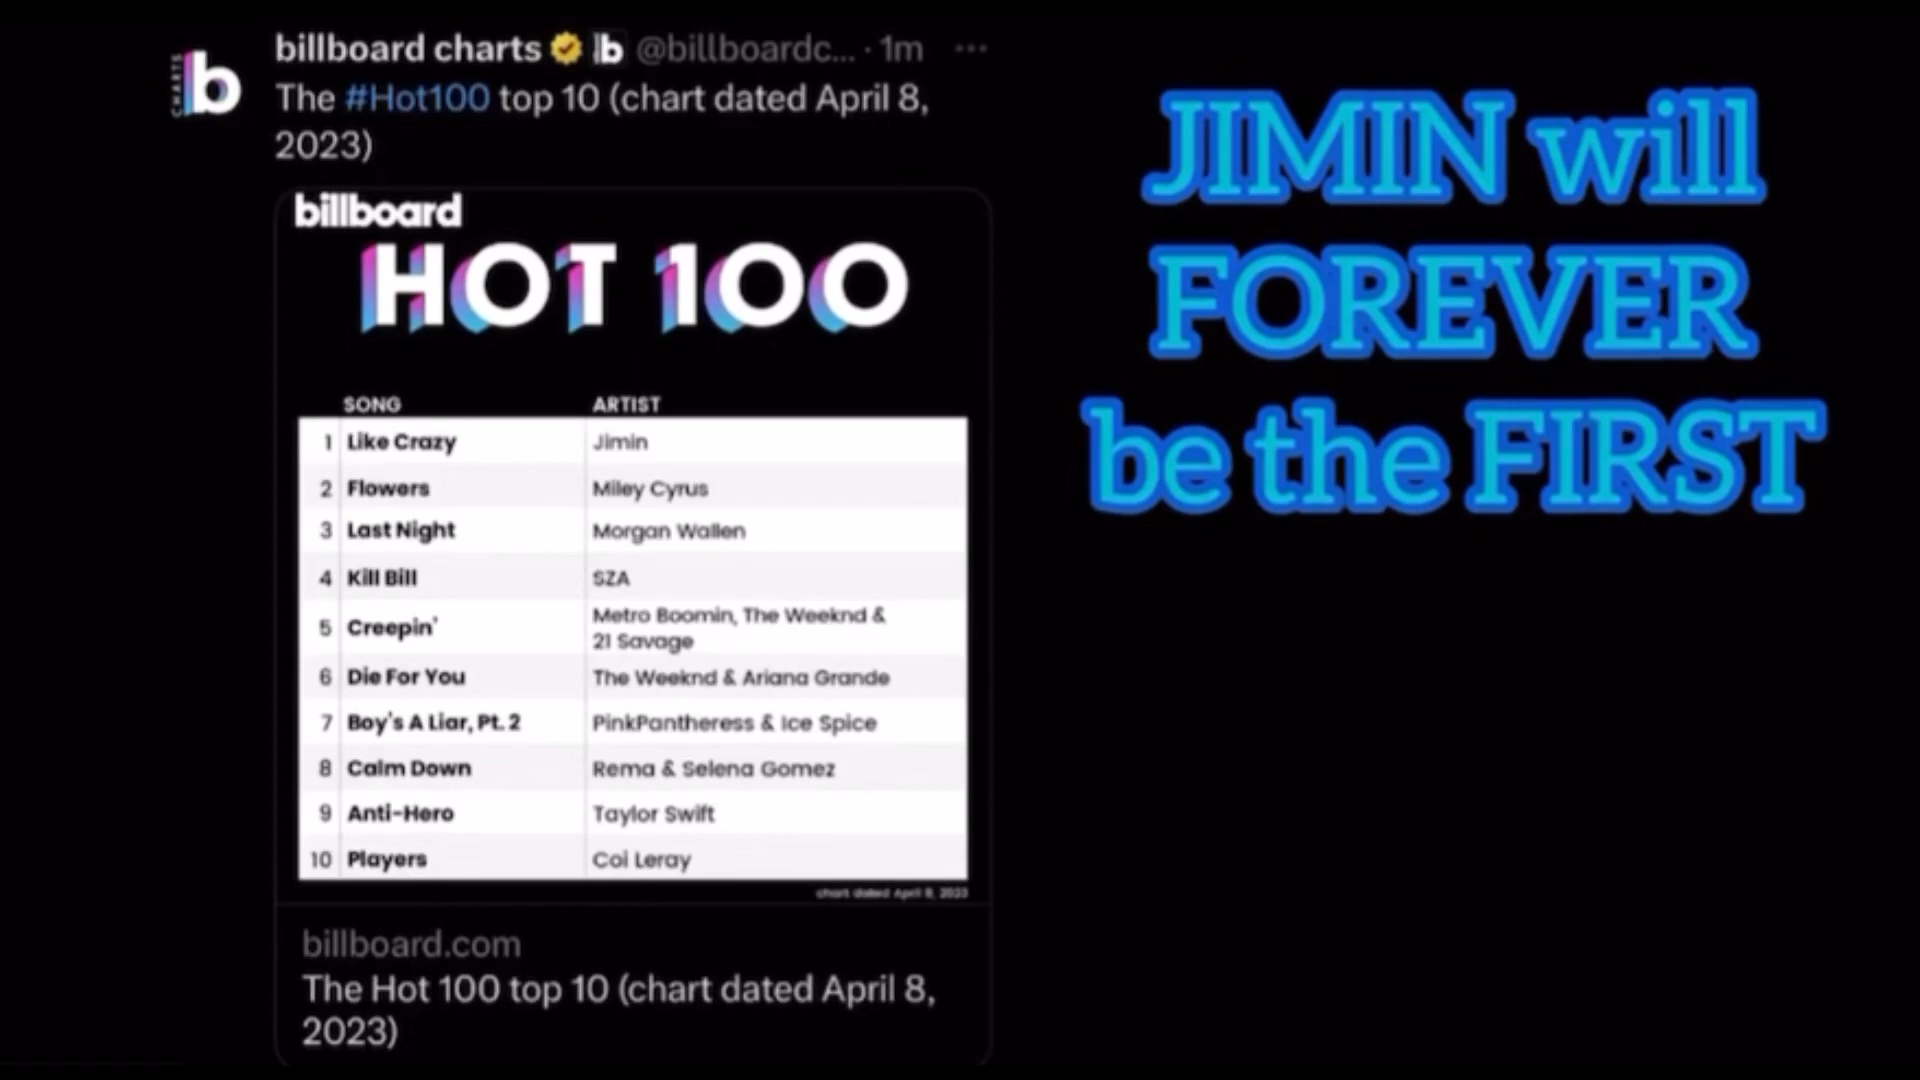 billboard charts b @billboardc... · 1m ...
The #Hot100 top 10 (chart dated April 8,
2023)
CHARTS
b
billboard
HOT 100
SONG ARTIST
1 Like Crazy Jimin
2 Flowers Miley Cyrus
3 Last Night Morgan Wallen
4 Kill Bill SZA
5 Creepin' Metro Boomin, The Weeknd &
21 Savage
6 Die For You The Weeknd & Ariana Grande
7 Boy's A Liar, Pt. 2 PinkPantheress & Ice Spice
8 Calm Down Rema & Selena Gomez
9 Anti-Hero Taylor Swift
10 Players Coi Leray
chart dated April 8, 2023
billboard.com
The Hot 100 top 10 (chart dated April 8,
2023)
JIMIN will
FOREVER
be the FIRST